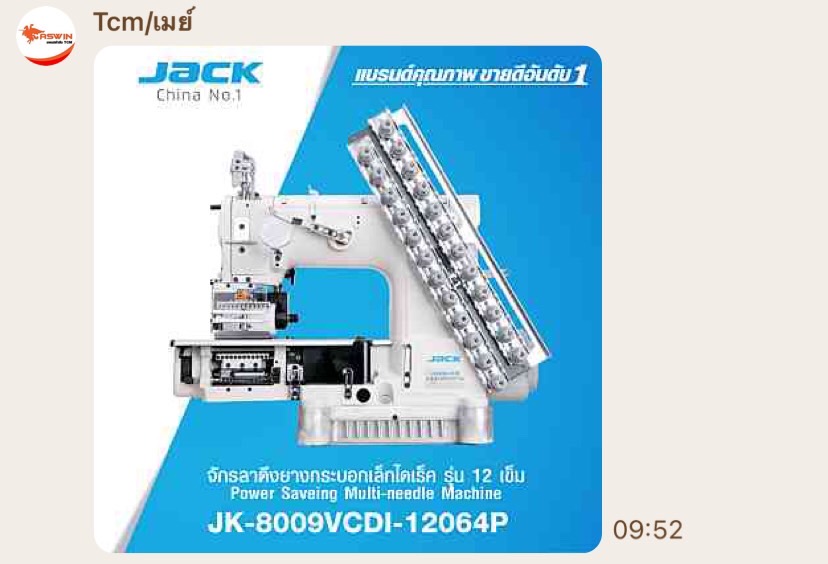 ASWIN
TCM
Tcm/เมย์
JACK
China No.1
แบรนด์คุณภาพ ขายดีอันดับ 1
JACK
จักรลาดึงยางกระบอกเล็กไดเร็ค รุ่น 12 เข็ม
Power Saveing Multi-needle Machine
JK-8009VCDI-12064P
09:52